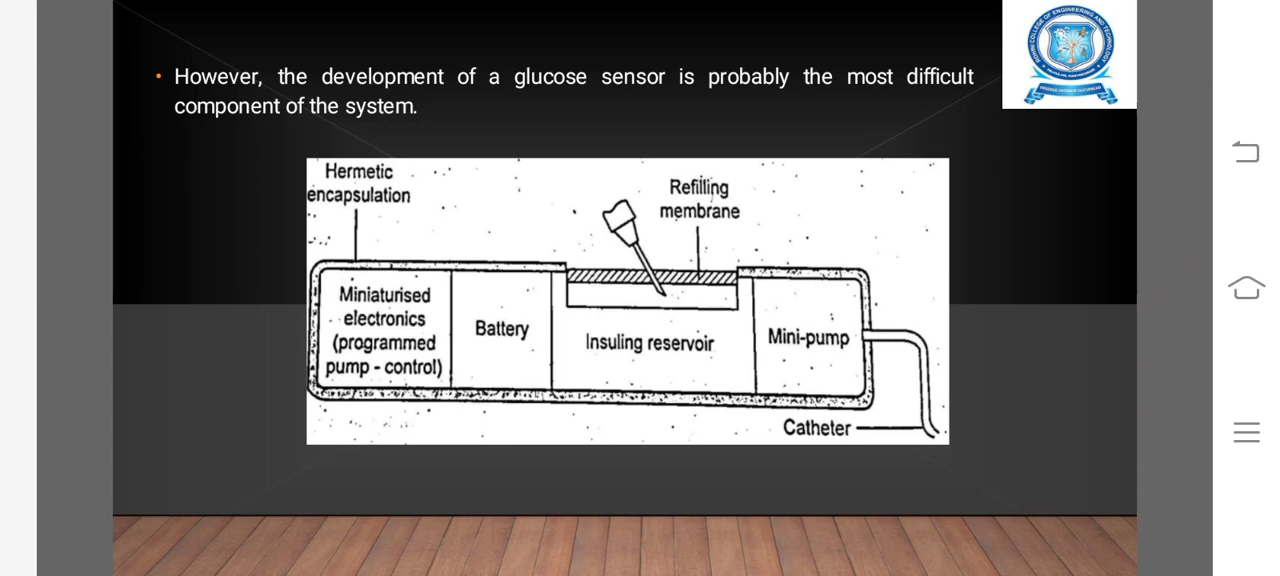 However, the development of a glucose sensor is probably the most difficult
component of the system.
Hermetic
encapsulation
Refilling
membrane
Miniaturised
electronics
(programmed
pump - control)
Battery
Insuling reservoir
Mini-pump
Catheter